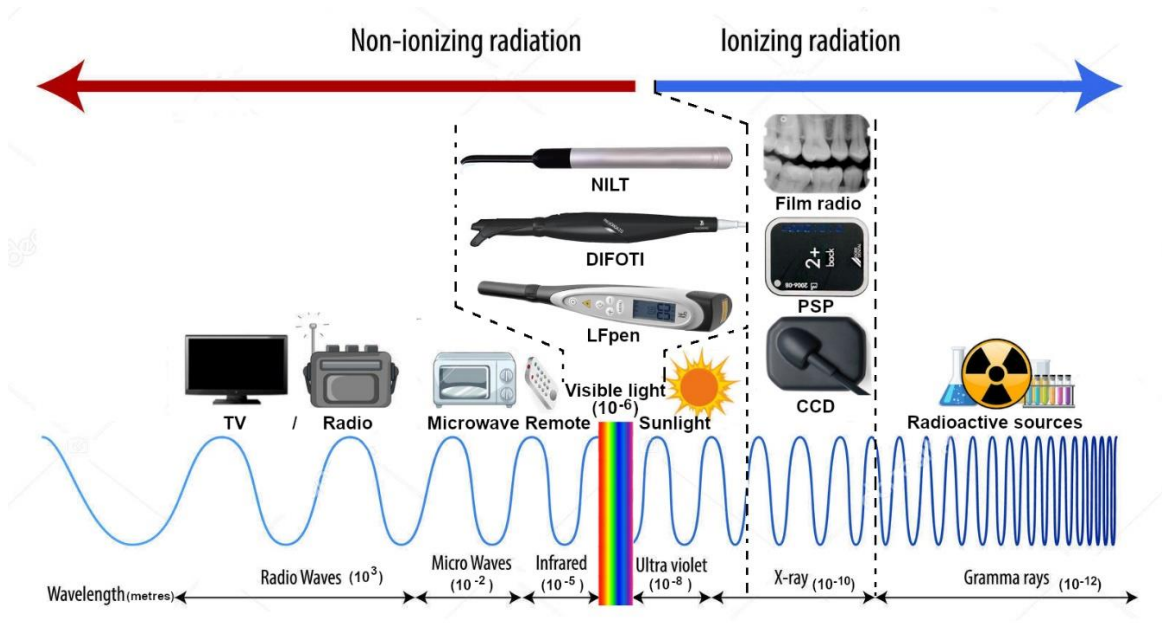 Non-ionizing radiation
Ionizing radiation
NILT
DIFOTI
LFpen
Film radio
2+
back
PSP
CCD
TV / Radio
Microwave
Remote
Visible light
(10-6)
Sunlight
Radioactive sources
Wavelength(metres)
Radio Waves (10³)
Micro Waves
(10-2)
Infrared
(10-5)
Ultra violet
(10-8)
X-ray (10-10)
Gramma rays (10-12)